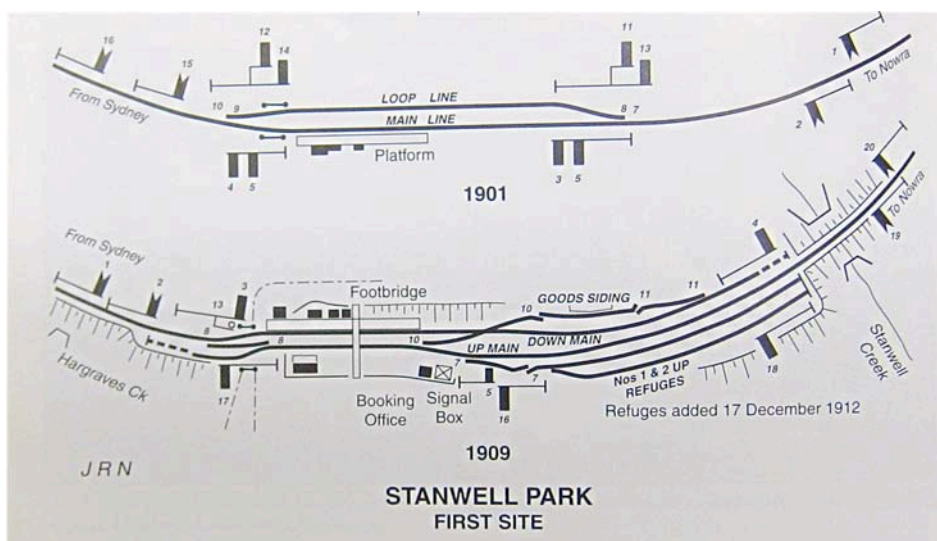 16
15
12
14
11
13
1
To Nowra
From Sydney
10
9
LOOP LINE
MAIN LINE
8
7
2
Platform
4
5
3
5
1901
20
From Sydney
4
To Nowra
19
1
2
13
3
Footbridge
GOODS SIDING
11
11
10
8
8
10
UP MAIN
DOWN MAIN
7
7
Hargraves Ck
17
5
16
Nos 1 & 2 UP
REFUGES
18
Stanwell
Creek
Booking
Office
Signal
Box
Refuges added 17 December 1912
1909
JRN
STANWELL PARK
FIRST SITE